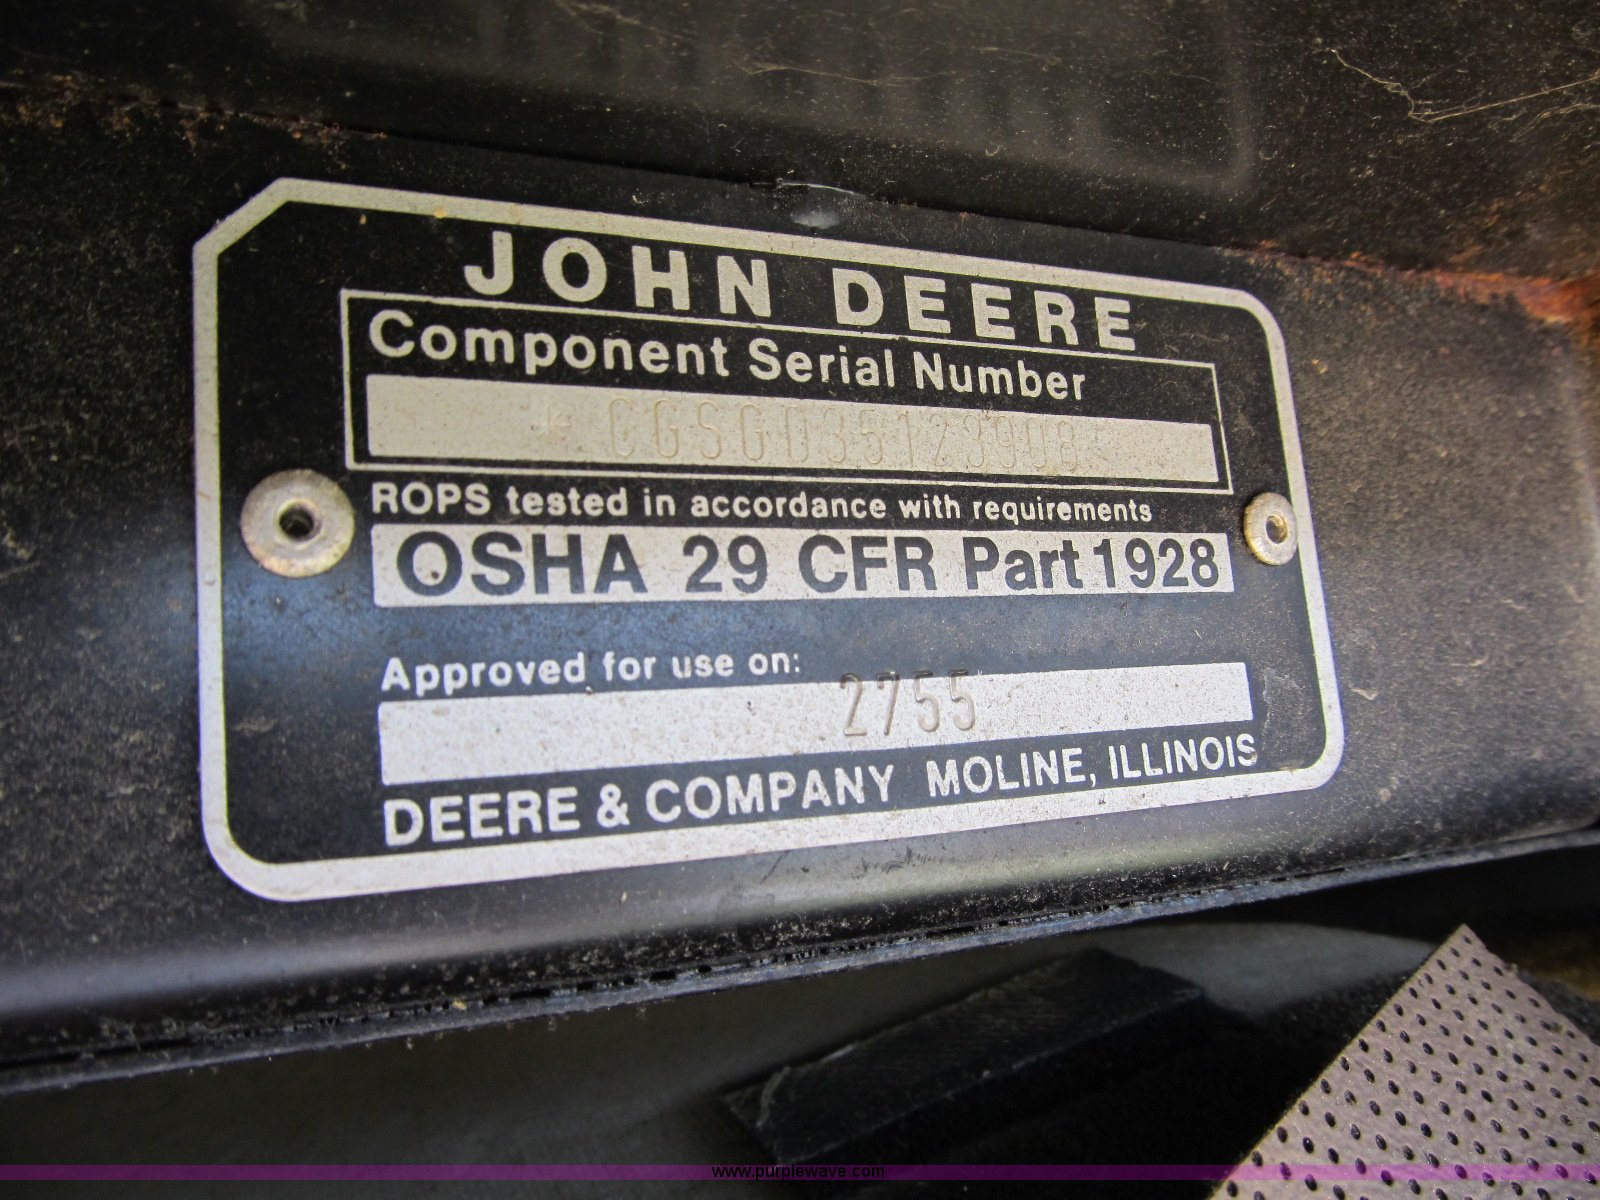 JOHN DEERE
Component Serial Number
CGSG035123908
ROPS tested in accordance with requirements
OSHA 29 CFR Part 1928
Approved for use on:
2755
DEERE & COMPANY MOLINE, ILLINOIS
www.purplewave.com